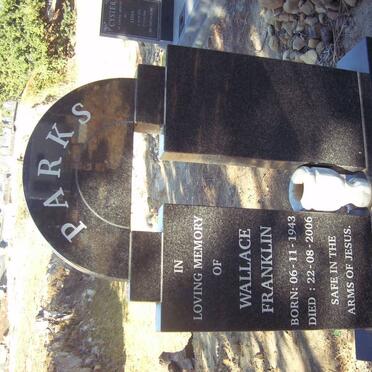 PARKS
IN
LOVING MEMORY
OF
WALLACE
FRANKLIN
BORN: 06-11-1943
DIED: 22-08-2006
SAFE IN THE
ARMS OF JESUS.